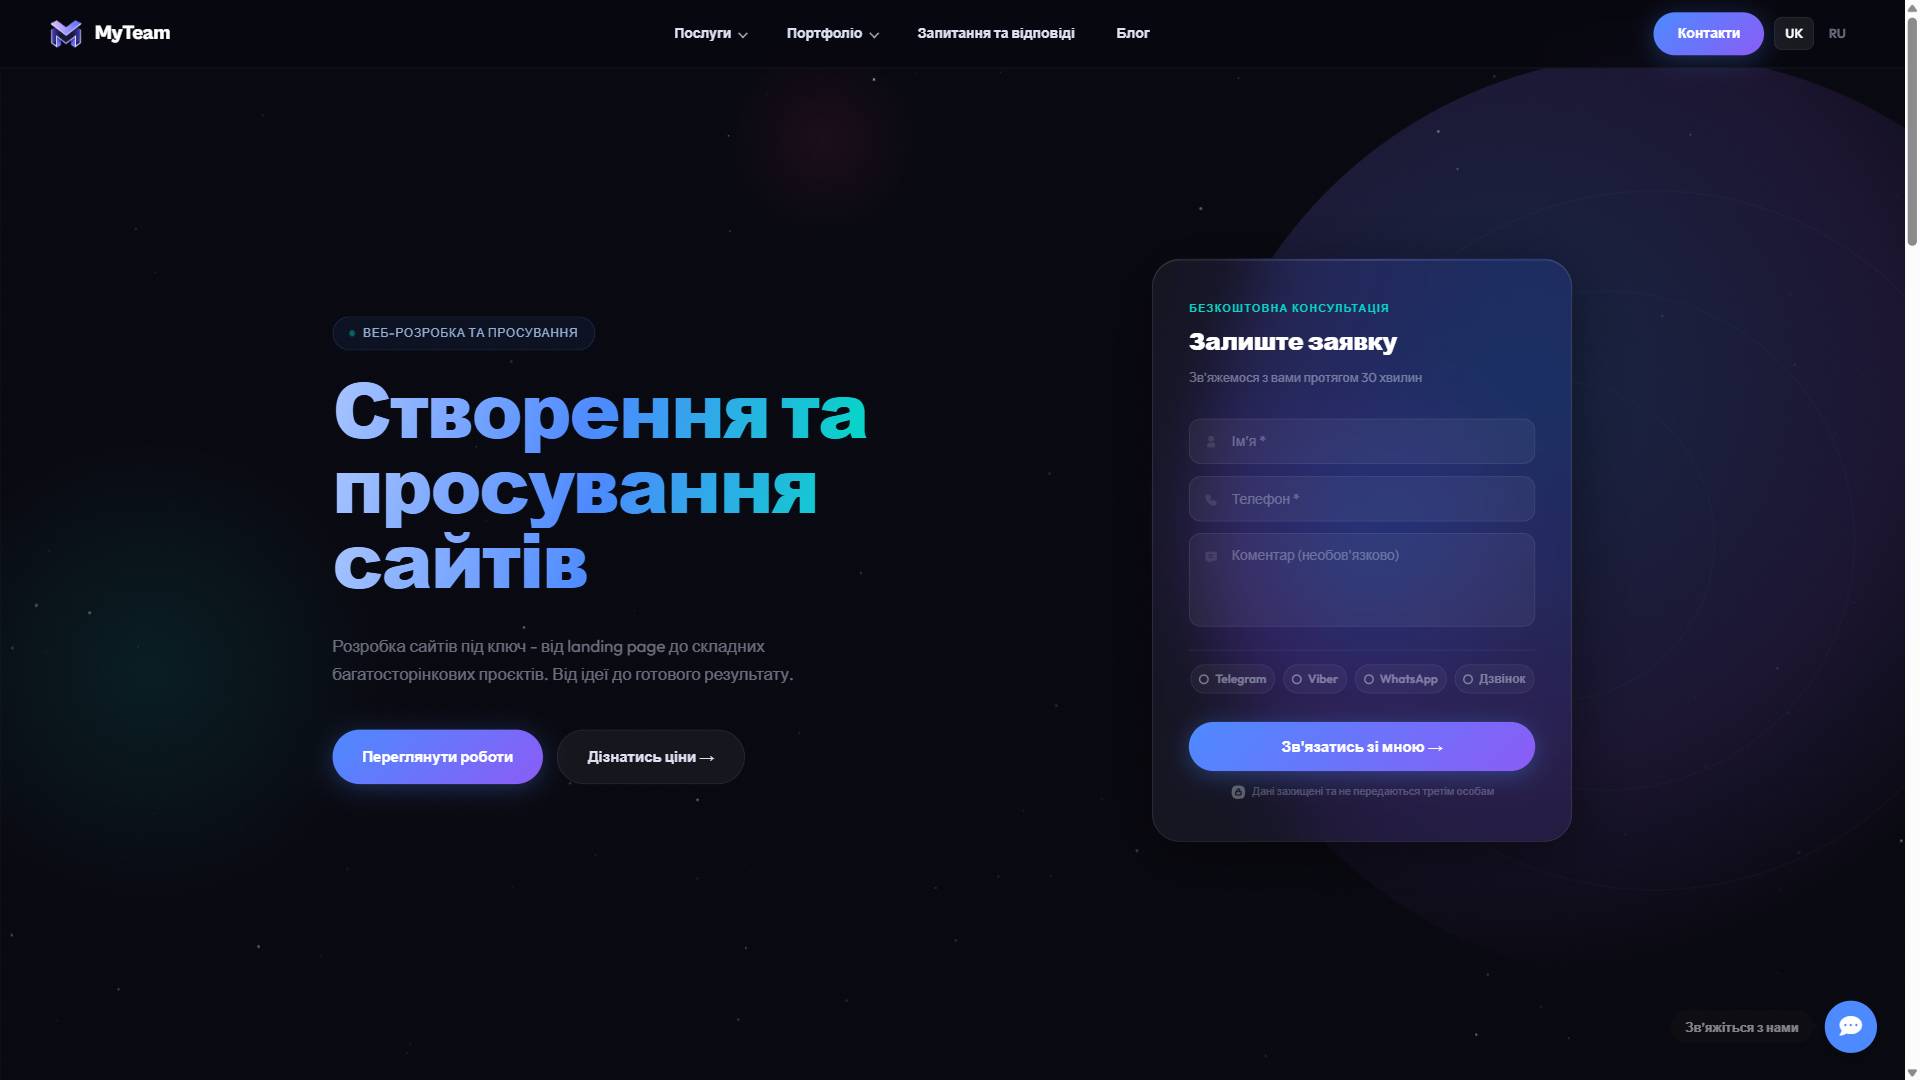 MyTeam
Послуги
Портфоліо
Запитання та відповіді
Блог
Контакти
UK
RU
ВЕБ-РОЗРОБКА ТА ПРОСУВАННЯ
Створення та
просування
сайтів
Розробка сайтів під ключ - від landing page до складних
багатосторінкових проєктів. Від ідеї до готового результату.
Переглянути роботи
Дізнатись ціни →
БЕЗКОШТОВНА КОНСУЛЬТАЦІЯ
Залиште заявку
Зв'яжемося з вами протягом 30 хвилин
Ім'я *
Телефон *
Коментар (необов'язково)
Telegram
Viber
WhatsApp
Дзвінок
Зв'язатись зі мною →
Дані захищені та не передаються третім особам
Зв'яжіться з нами